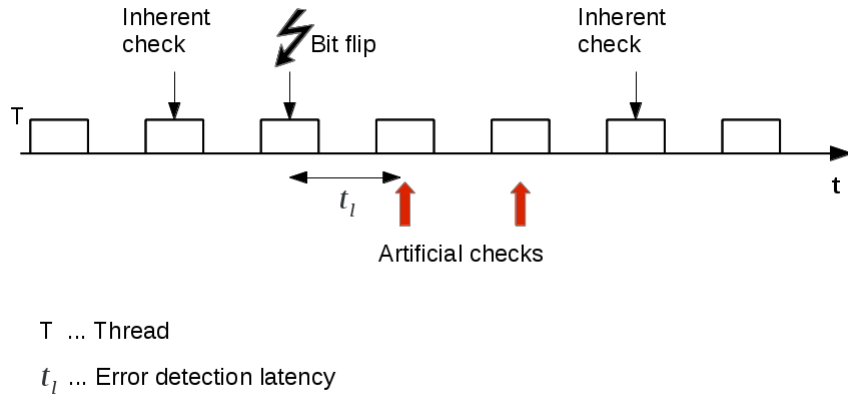 Inherent
check
Bit flip
Inherent
check
T
t
t_l
Artificial checks
T ... Thread
t_l ... Error detection latency